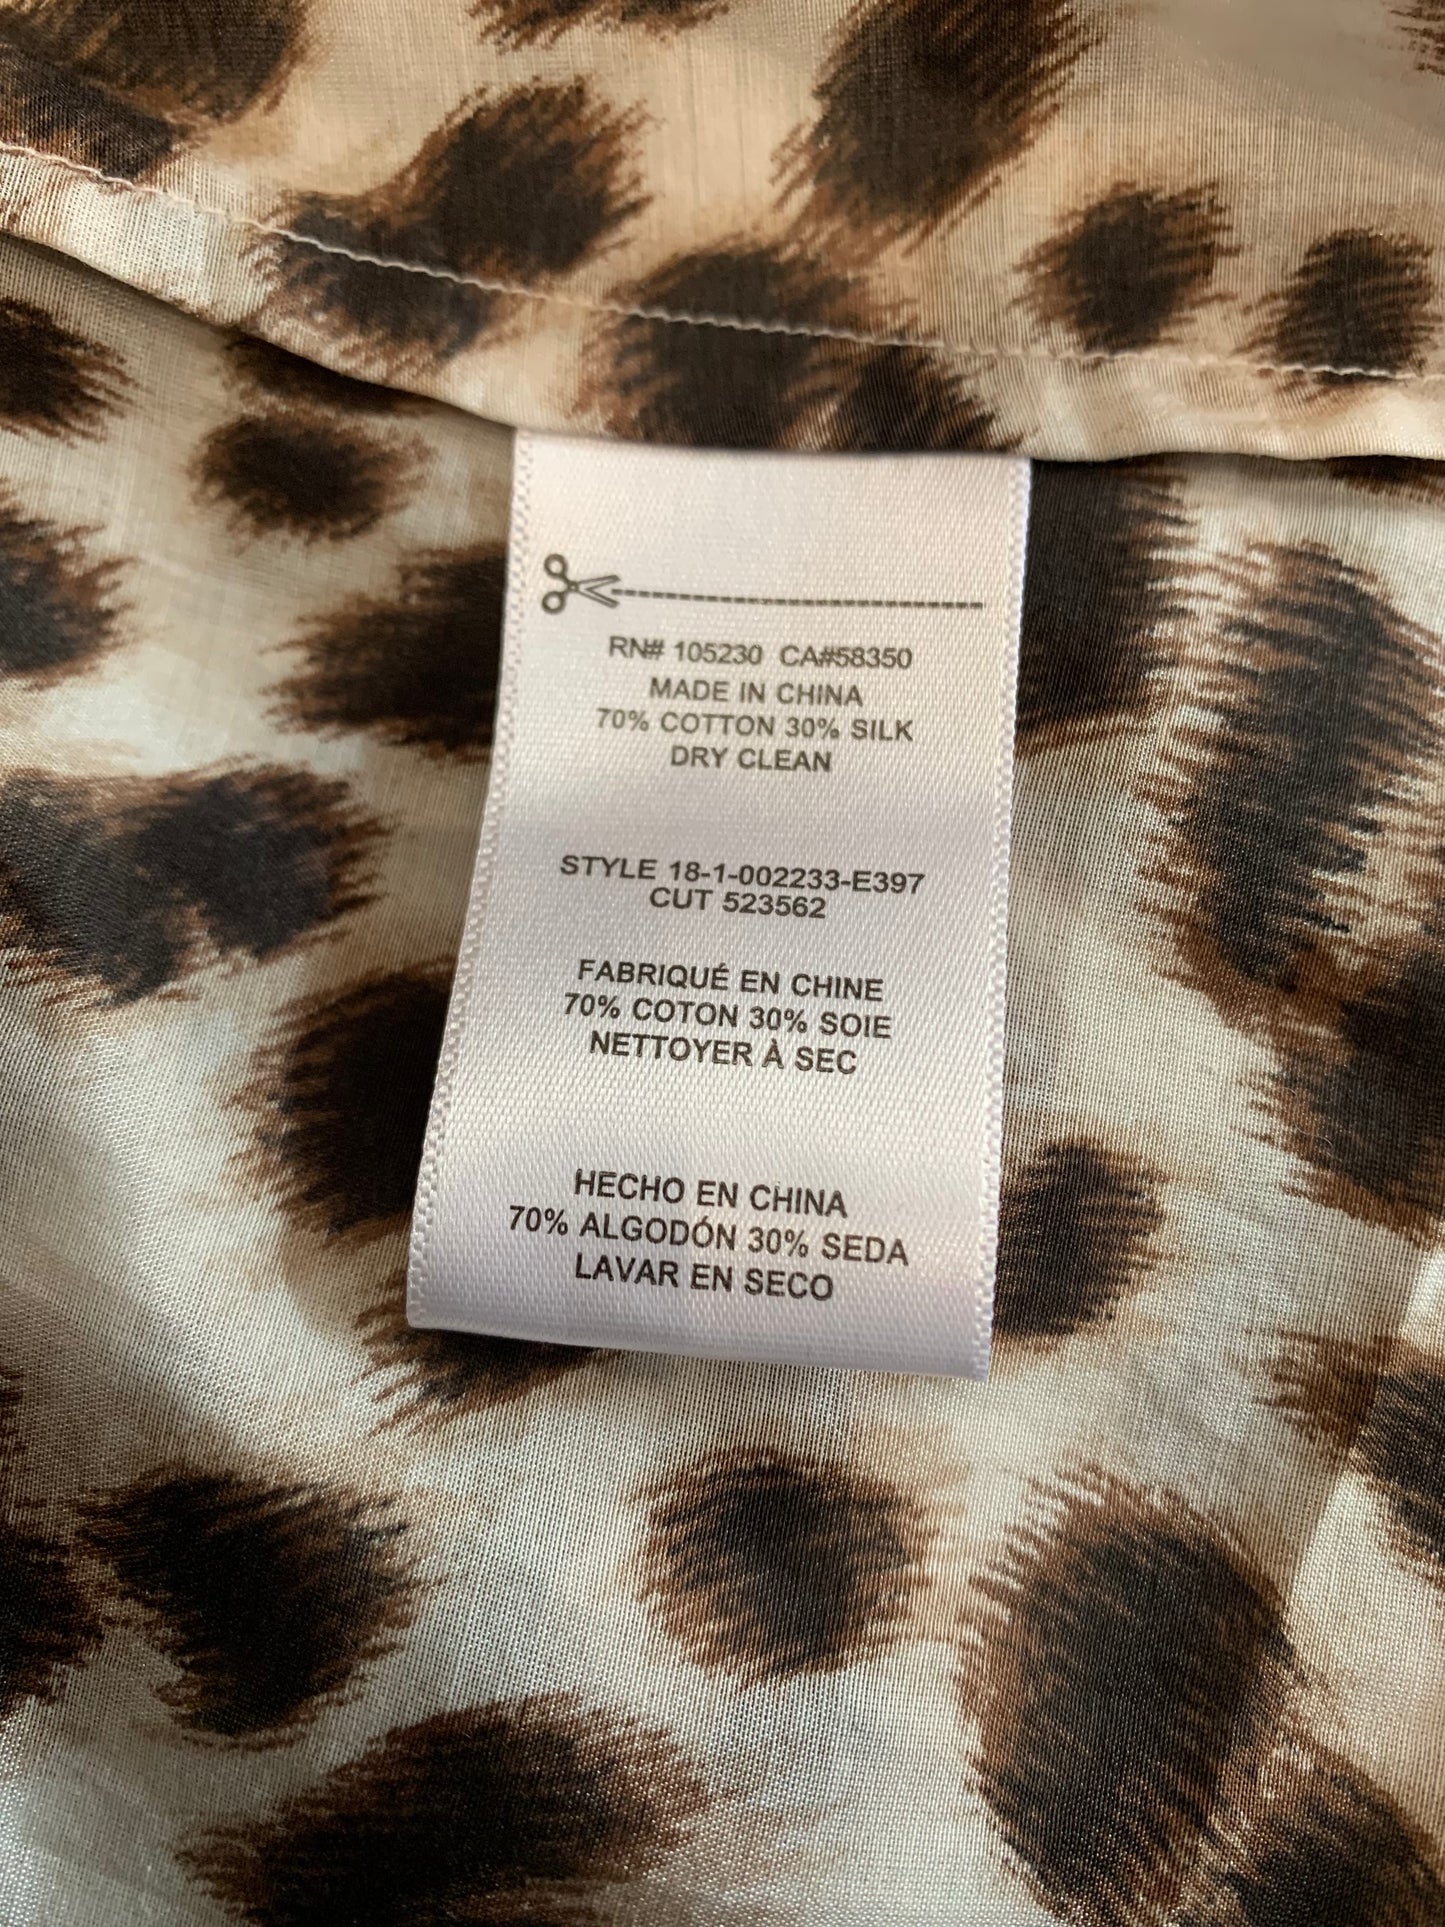 RN# 105230 CA#58350
MADE IN CHINA
70% COTTON 30% SILK
DRY CLEAN
STYLE 18-1-002233-E397
CUT 523562
FABRIQUÉ EN CHINE
70% COTON 30% SOIE
NETTOYER À SEC
HECHO EN CHINA
70% ALGODÓN 30% SEDA
LAVAR EN SECO